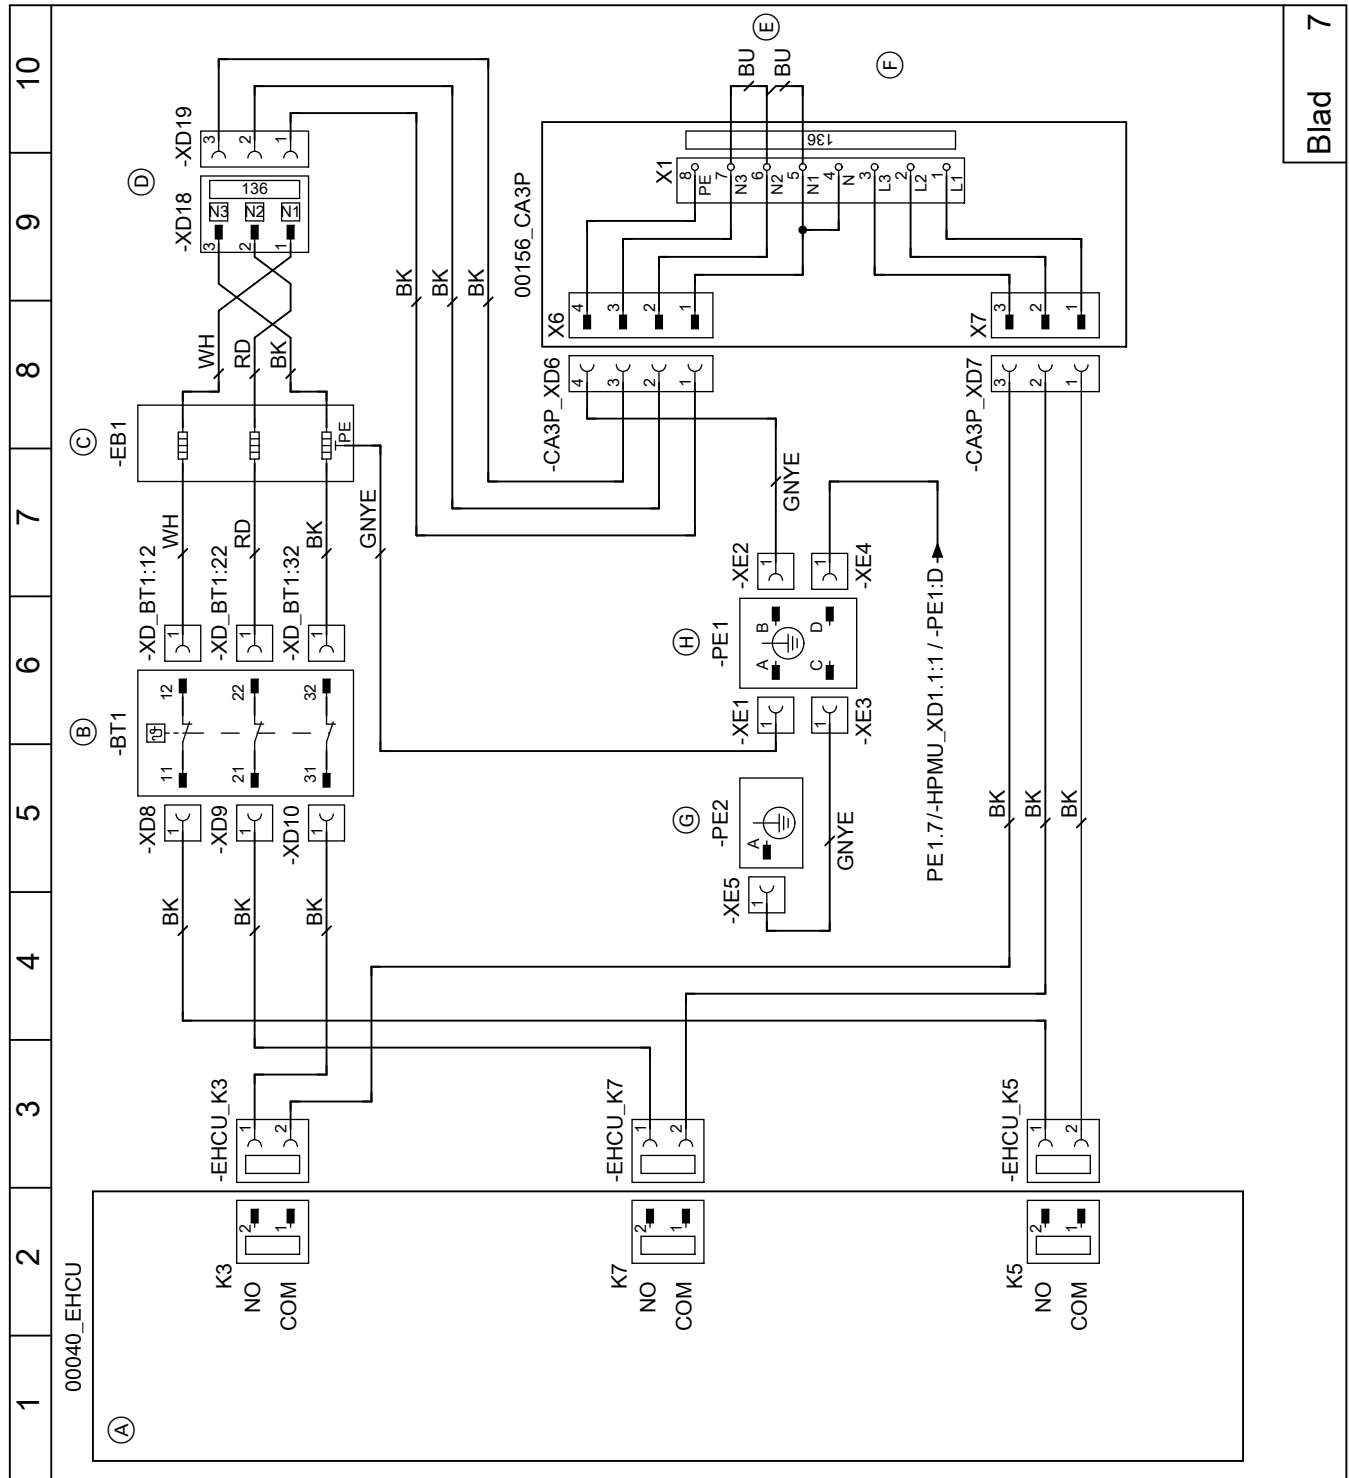 1
2
3
4
5
6
7
8
9
10
Blad 7
00040_EHCU
A
K3
NO
COM
2
1
K7
NO
COM
2
1
K5
NO
COM
2
1
-EHCU_K3
1
2
-EHCU_K7
1
2
-EHCU_K5
1
2
BK
BK
BK
-XD8
1
-XD9
1
-XD10
1
B
-BT1
ϑ
11
12
21
22
31
32
-XD_BT1:12
1
-XD_BT1:22
1
-XD_BT1:32
1
WH
RD
BK
GNYE
C
-EB1
PE
WH
RD
BK
D
-XD18
3
2
1
N3
N2
N1
136
-XD19
3
2
1
BK
BK
BK
G
-PE2
A
-XE5
1
GNYE
H
-PE1
A
B
C
D
-XE1
1
-XE3
1
-XE2
1
-XE4
1
GNYE
PE1.7/-HPMU_XD1.1:1 / -PE1:D
BK
BK
BK
-CA3P_XD6
4
3
2
1
-CA3P_XD7
3
2
1
00156_CA3P
X6
4
3
2
1
X7
3
2
1
X1
8
7
6
5
4
3
2
1
PE
N3
N2
N1
N
L3
L2
L1
136
BU
BU
E
F